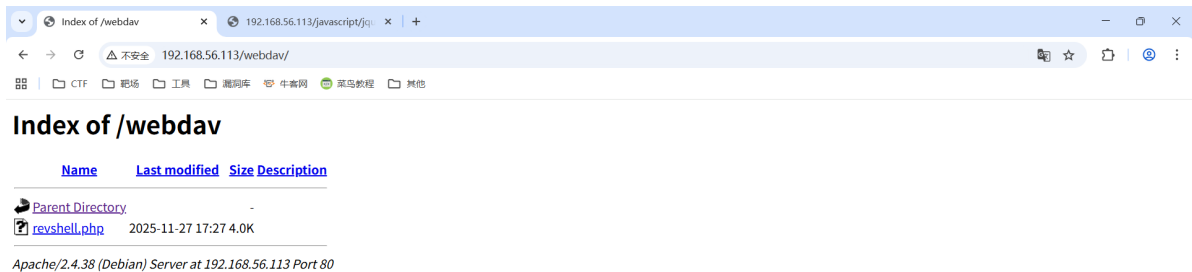 Index of /webdav
192.168.56.113/javascript/jqu
不安全 192.168.56.113/webdav/
CTF 靶场 工具 漏洞库 牛客网 菜鸟教程 其他
Index of /webdav
Name Last modified Size Description
Parent Directory -
revshell.php 2025-11-27 17:27 4.0K
Apache/2.4.38 (Debian) Server at 192.168.56.113 Port 80